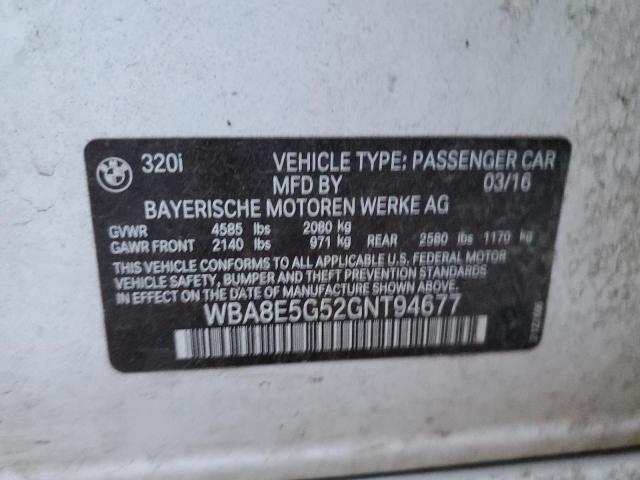 BMW
320i VEHICLE TYPE: PASSENGER CAR
MFD BY 03/16
BAYERISCHE MOTOREN WERKE AG
GVWR 4585 lbs 2080 kg
GAWR FRONT 2140 lbs 971 kg REAR 2580 lbs 1170 kg
THIS VEHICLE CONFORMS TO ALL APPLICABLE U.S. FEDERAL MOTOR
VEHICLE SAFETY, BUMPER AND THEFT PREVENTION STANDARDS
IN EFFECT ON THE DATE OF MANUFACTURE SHOWN ABOVE.
WBA8E5G52GNT94677